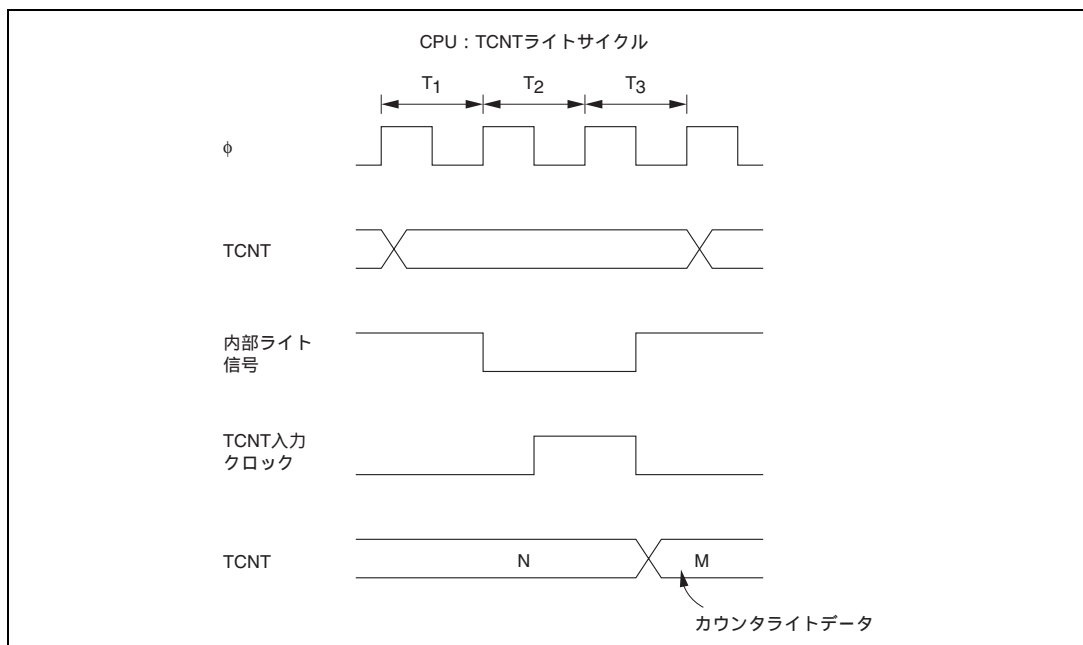 CPU：TCNTライトサイクル
T1 T2 T3
φ
TCNT
内部ライト
信号
TCNT入力
クロック
TCNT
N
M
カウンタライトデータ